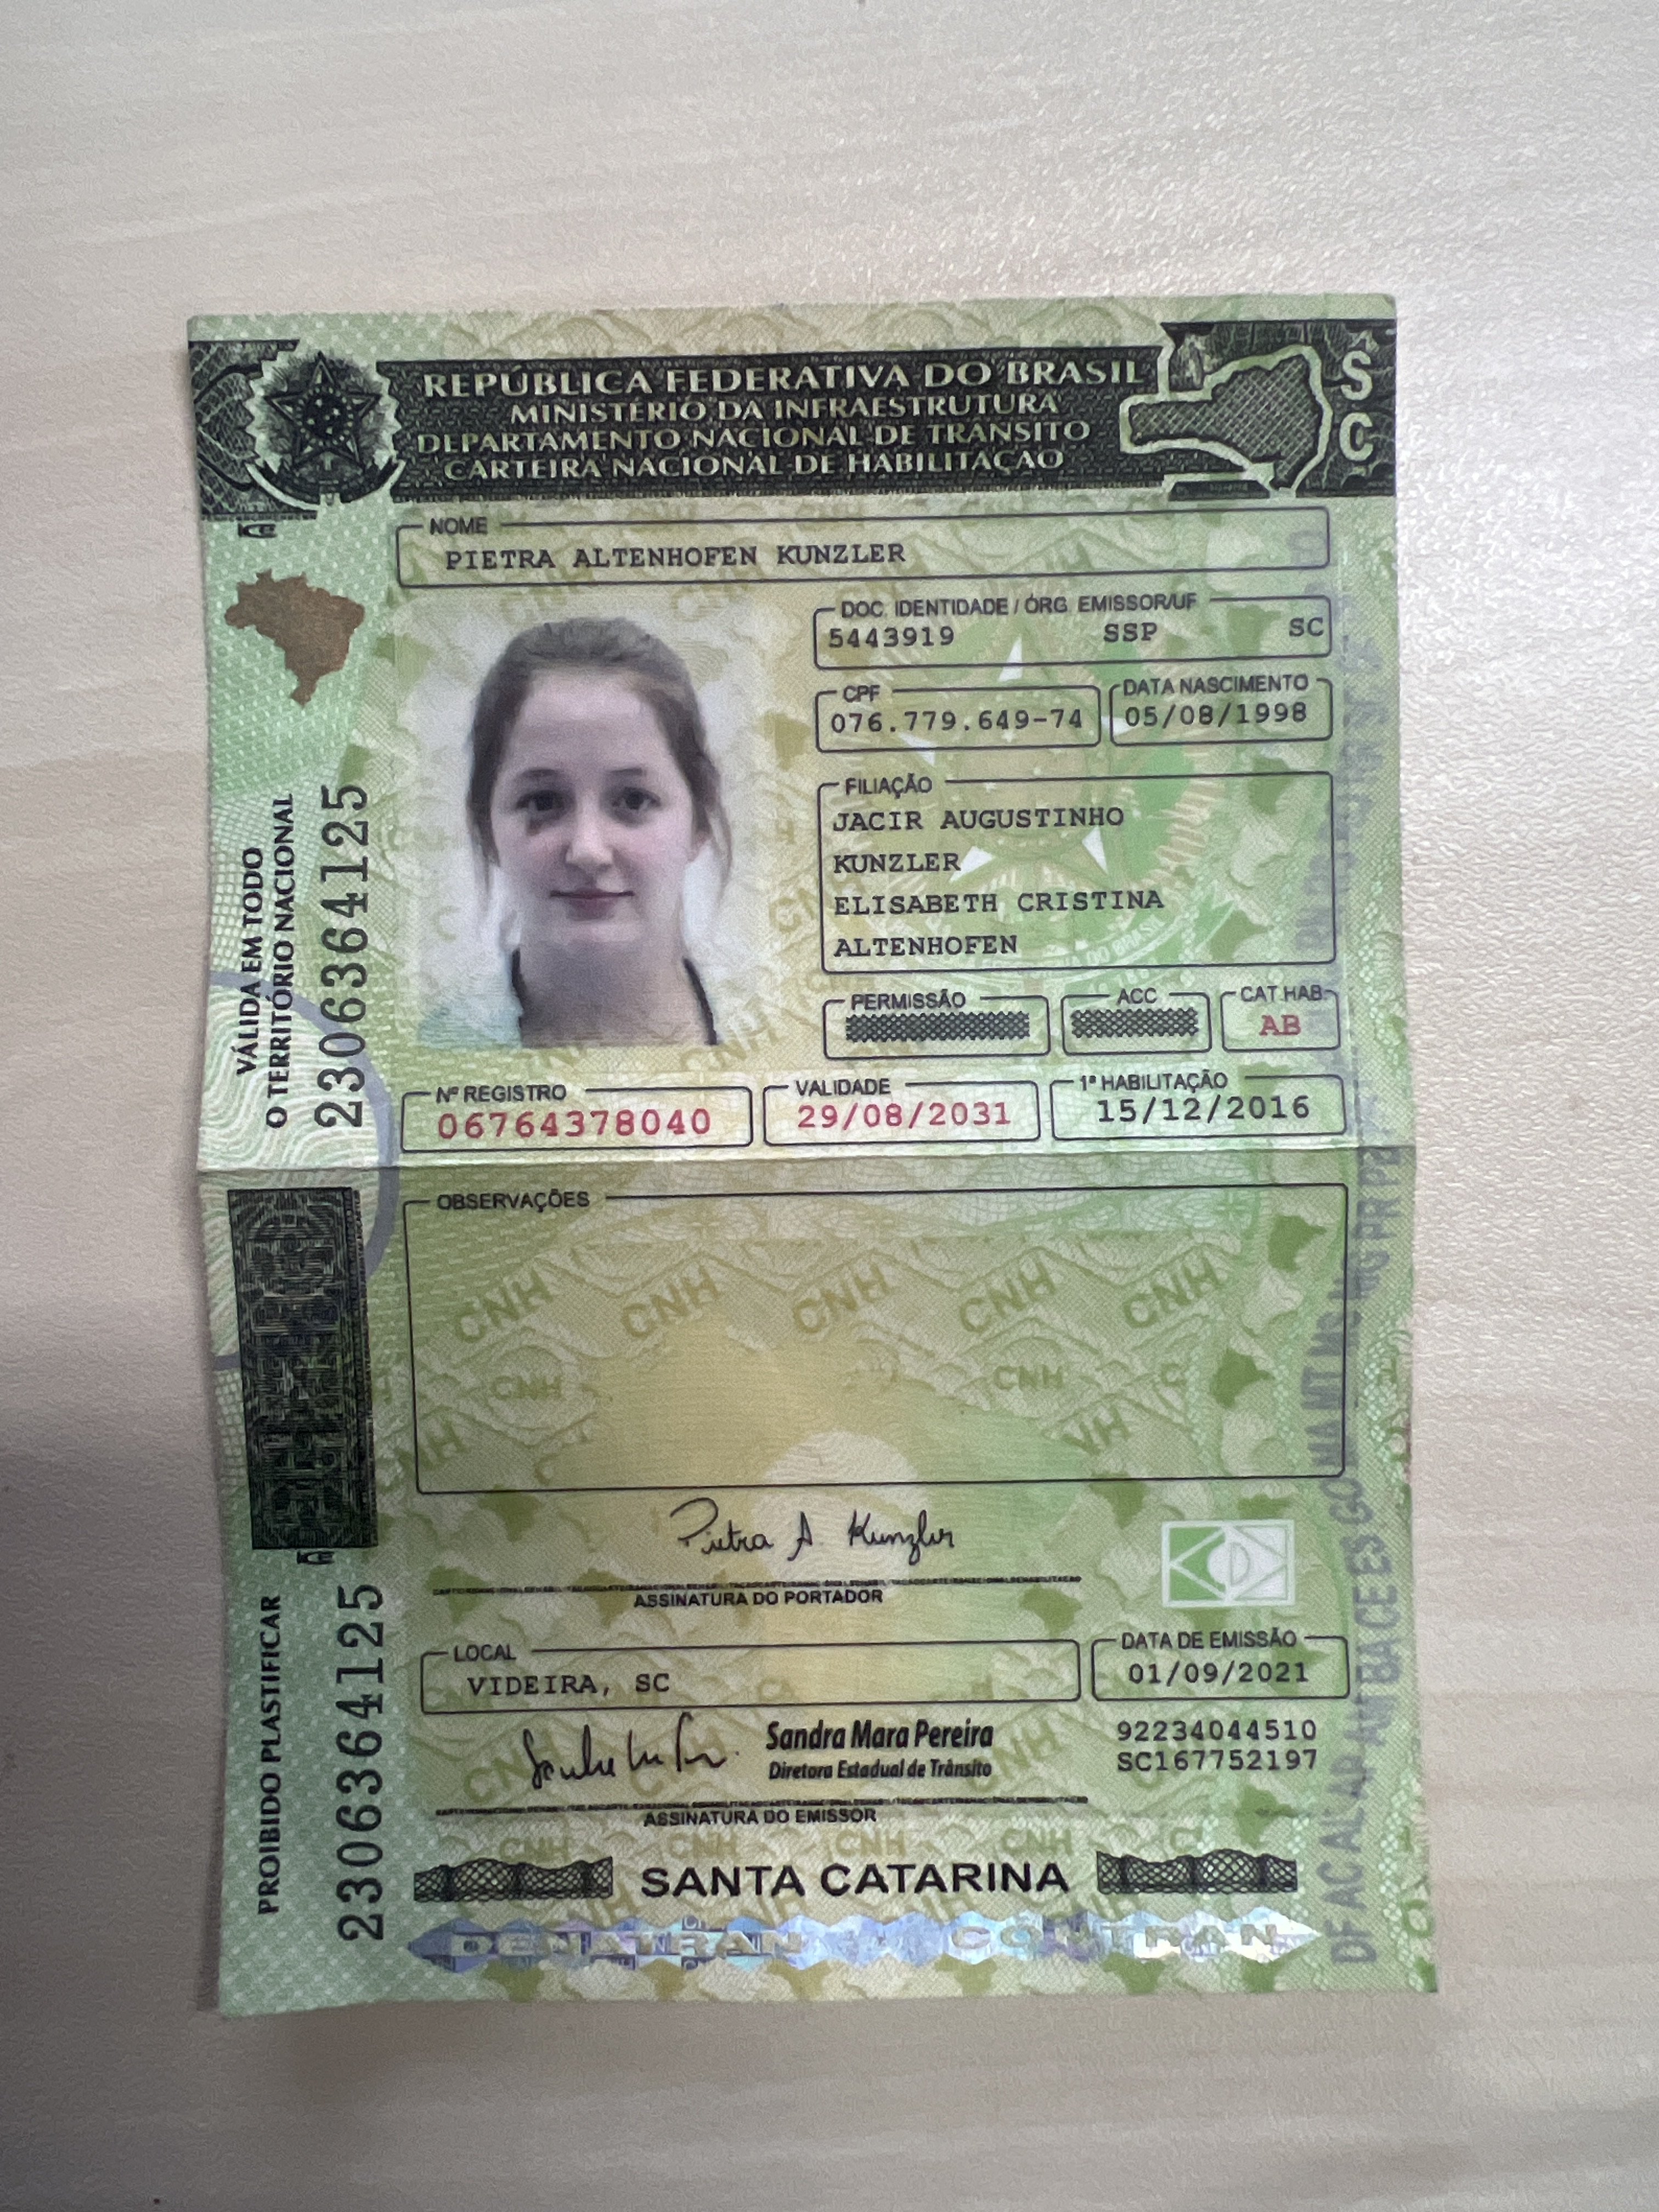 REPÚBLICA FEDERATIVA DO BRASIL
MINISTÉRIO DA INFRAESTRUTURA
DEPARTAMENTO NACIONAL DE TRÂNSITO
CARTEIRA NACIONAL DE HABILITAÇÃO
SC
NOME
PIETRA ALTENHOFEN KUNZLER
DOC. IDENTIDADE / ÓRG. EMISSOR/UF
5443919 SSP SC
CPF
076.779.649-74
DATA NASCIMENTO
05/08/1998
FILIAÇÃO
JACIR AUGUSTINHO
KUNZLER
ELISABETH CRISTINA
ALTENHOFEN
PERMISSÃO
ACC
CAT.HAB.
AB
Nº REGISTRO
06764378040
VALIDADE
29/08/2031
1ª HABILITAÇÃO
15/12/2016
VÁLIDA EM TODO
O TERRITÓRIO NACIONAL
2306364125
OBSERVAÇÕES
CNH CNH CNH CNH CNH
Pietra A Kunzler
ASSINATURA DO PORTADOR
LOCAL
VIDEIRA, SC
DATA DE EMISSÃO
01/09/2021
Sandra Mara Pereira
Diretora Estadual de Trânsito
92234044510
SC167752197
ASSINATURA DO EMISSOR
PROIBIDO PLASTIFICAR
2306364125
SANTA CATARINA
DENATRAN CONTRAN